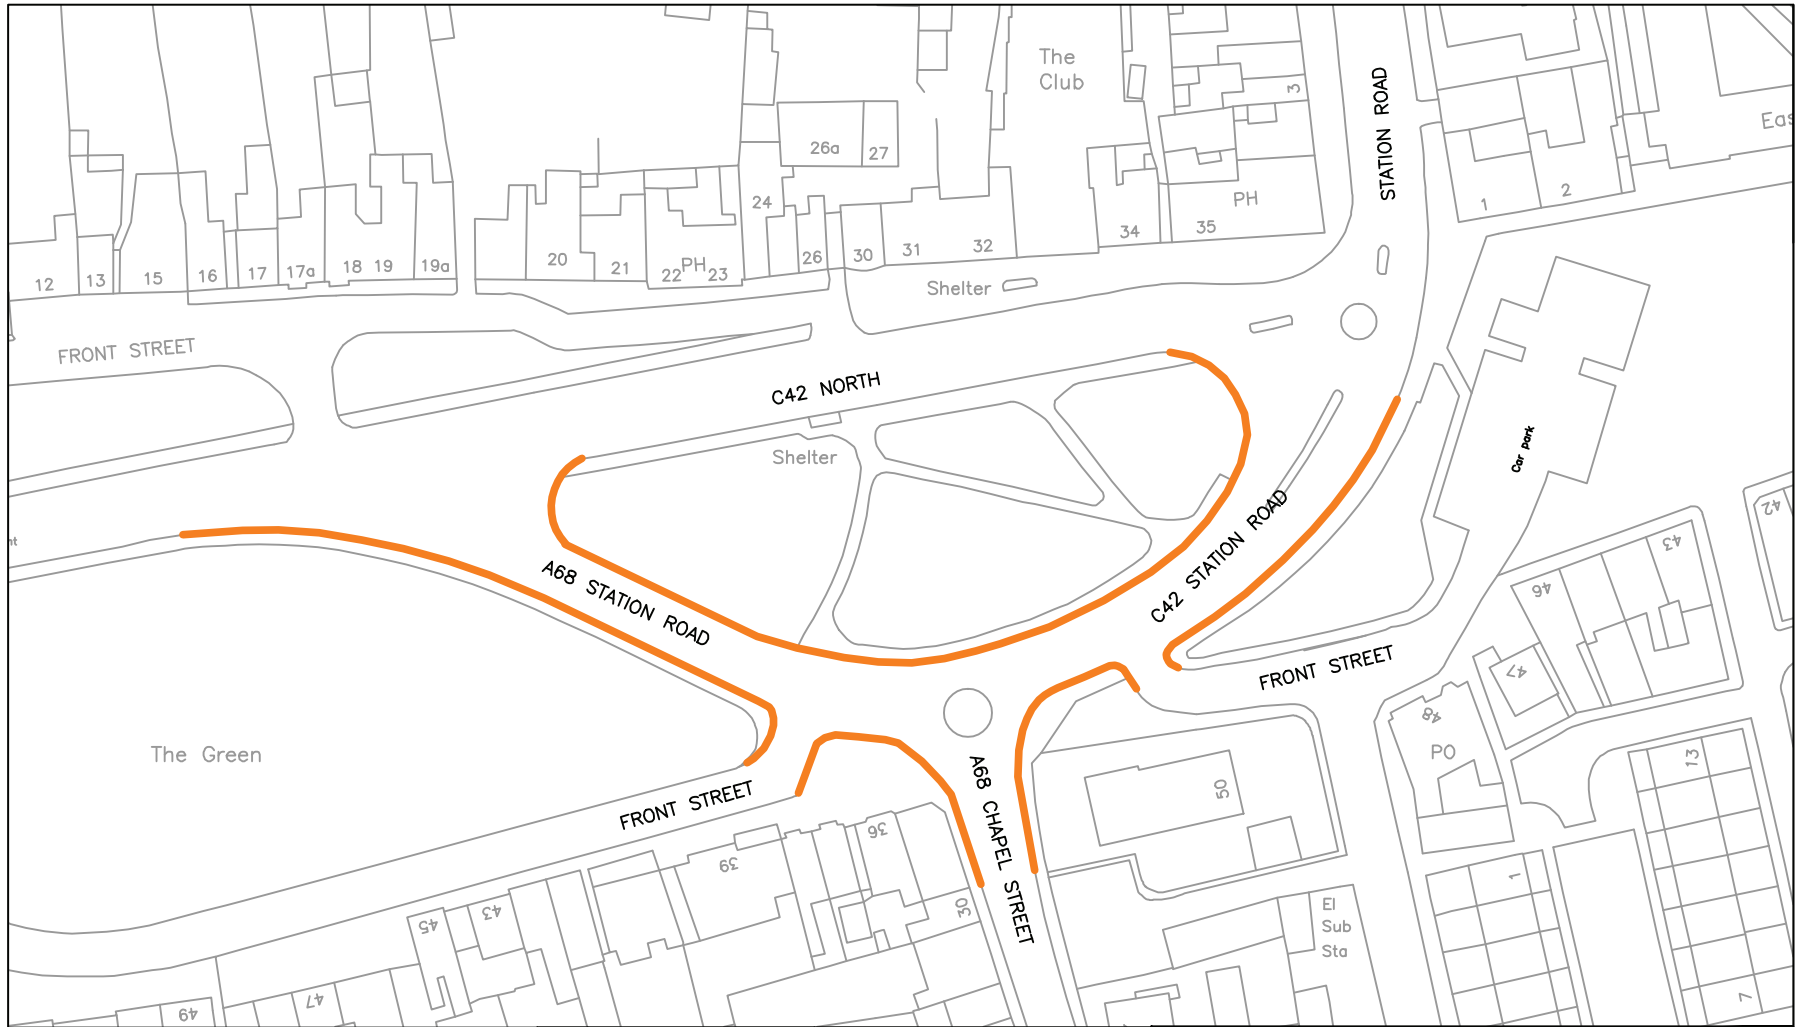 The
Club
STATION ROAD
3
Eas
26a
27
24
PH
1
2
34
35
12
13
15
16
17
17a
18
19
19a
20
21
22
PH
23
26
30
31
32
Shelter
FRONT STREET
C42 NORTH
Shelter
Car park
42
nt
43
46
A68 STATION ROAD
C42 STATION ROAD
FRONT STREET
47
48
PO
The Green
A68 CHAPEL STREET
13
50
FRONT STREET
36
39
1
30
45
43
El
Sub
Sta
47
49
7